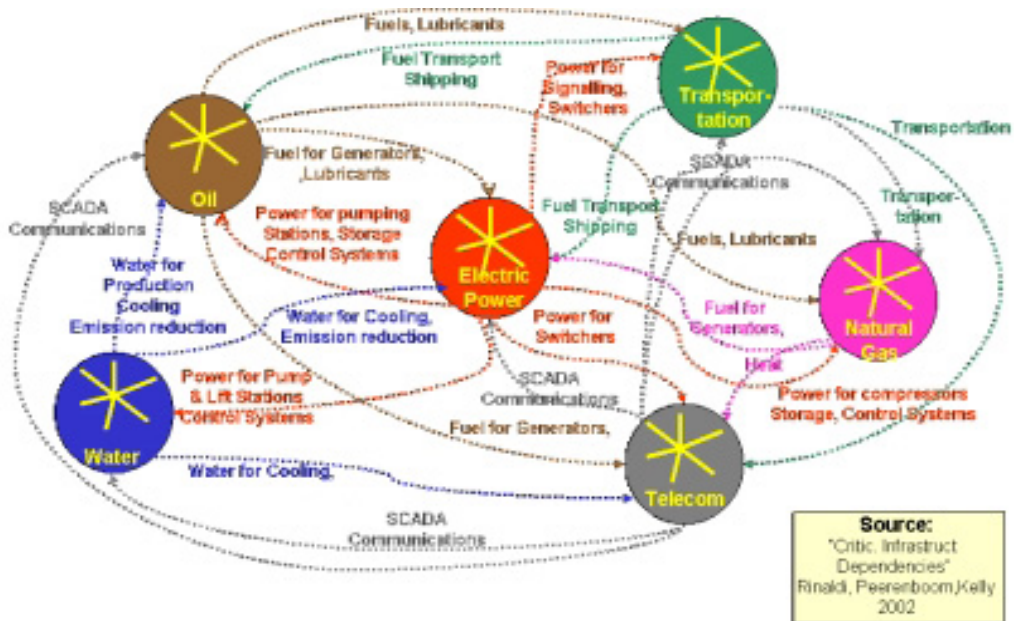 Fuels, Lubricants
Fuel Transport
Shipping
Power for
Signalling,
Switchers
Transpor-
tation
Transportation
Fuel for Generators,
,Lubricants
Oil
SCADA
Communications
SCADA
Communications
Transpor-
tation
Power for pumping
Stations, Storage
Control Systems
Fuel Transport,
Shipping
Fuels, Lubricants
Water for
Production
Cooling
Emission reduction
Electric
Power
Water for Cooling,
Emission reduction
Power for
Switchers
Fuel for
Generators,
Heat
Natural
Gas
Power for Pump
& Lift Stations
Control Systems
SCADA
Communications
Power for compressors
Storage, Control Systems
Fuel for Generators,
Water
Water for Cooling,
Telecom
SCADA
Communications
Source:
"Critic. Infrastruct
Dependencies"
Rinaldi, Peerenboom,Kelly
2002